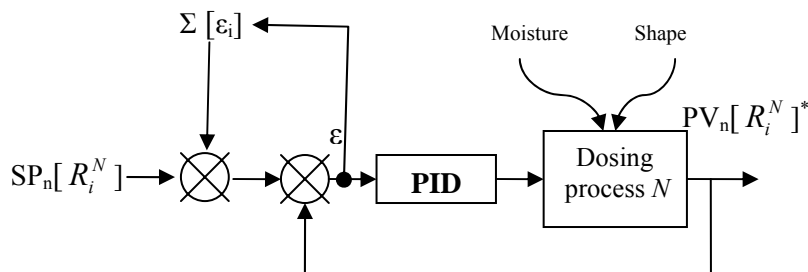 Σ [εi]
Moisture
Shape
PVn[ R_i^N ]*
ε
SPn[ R_i^N ]
PID
Dosing
process N